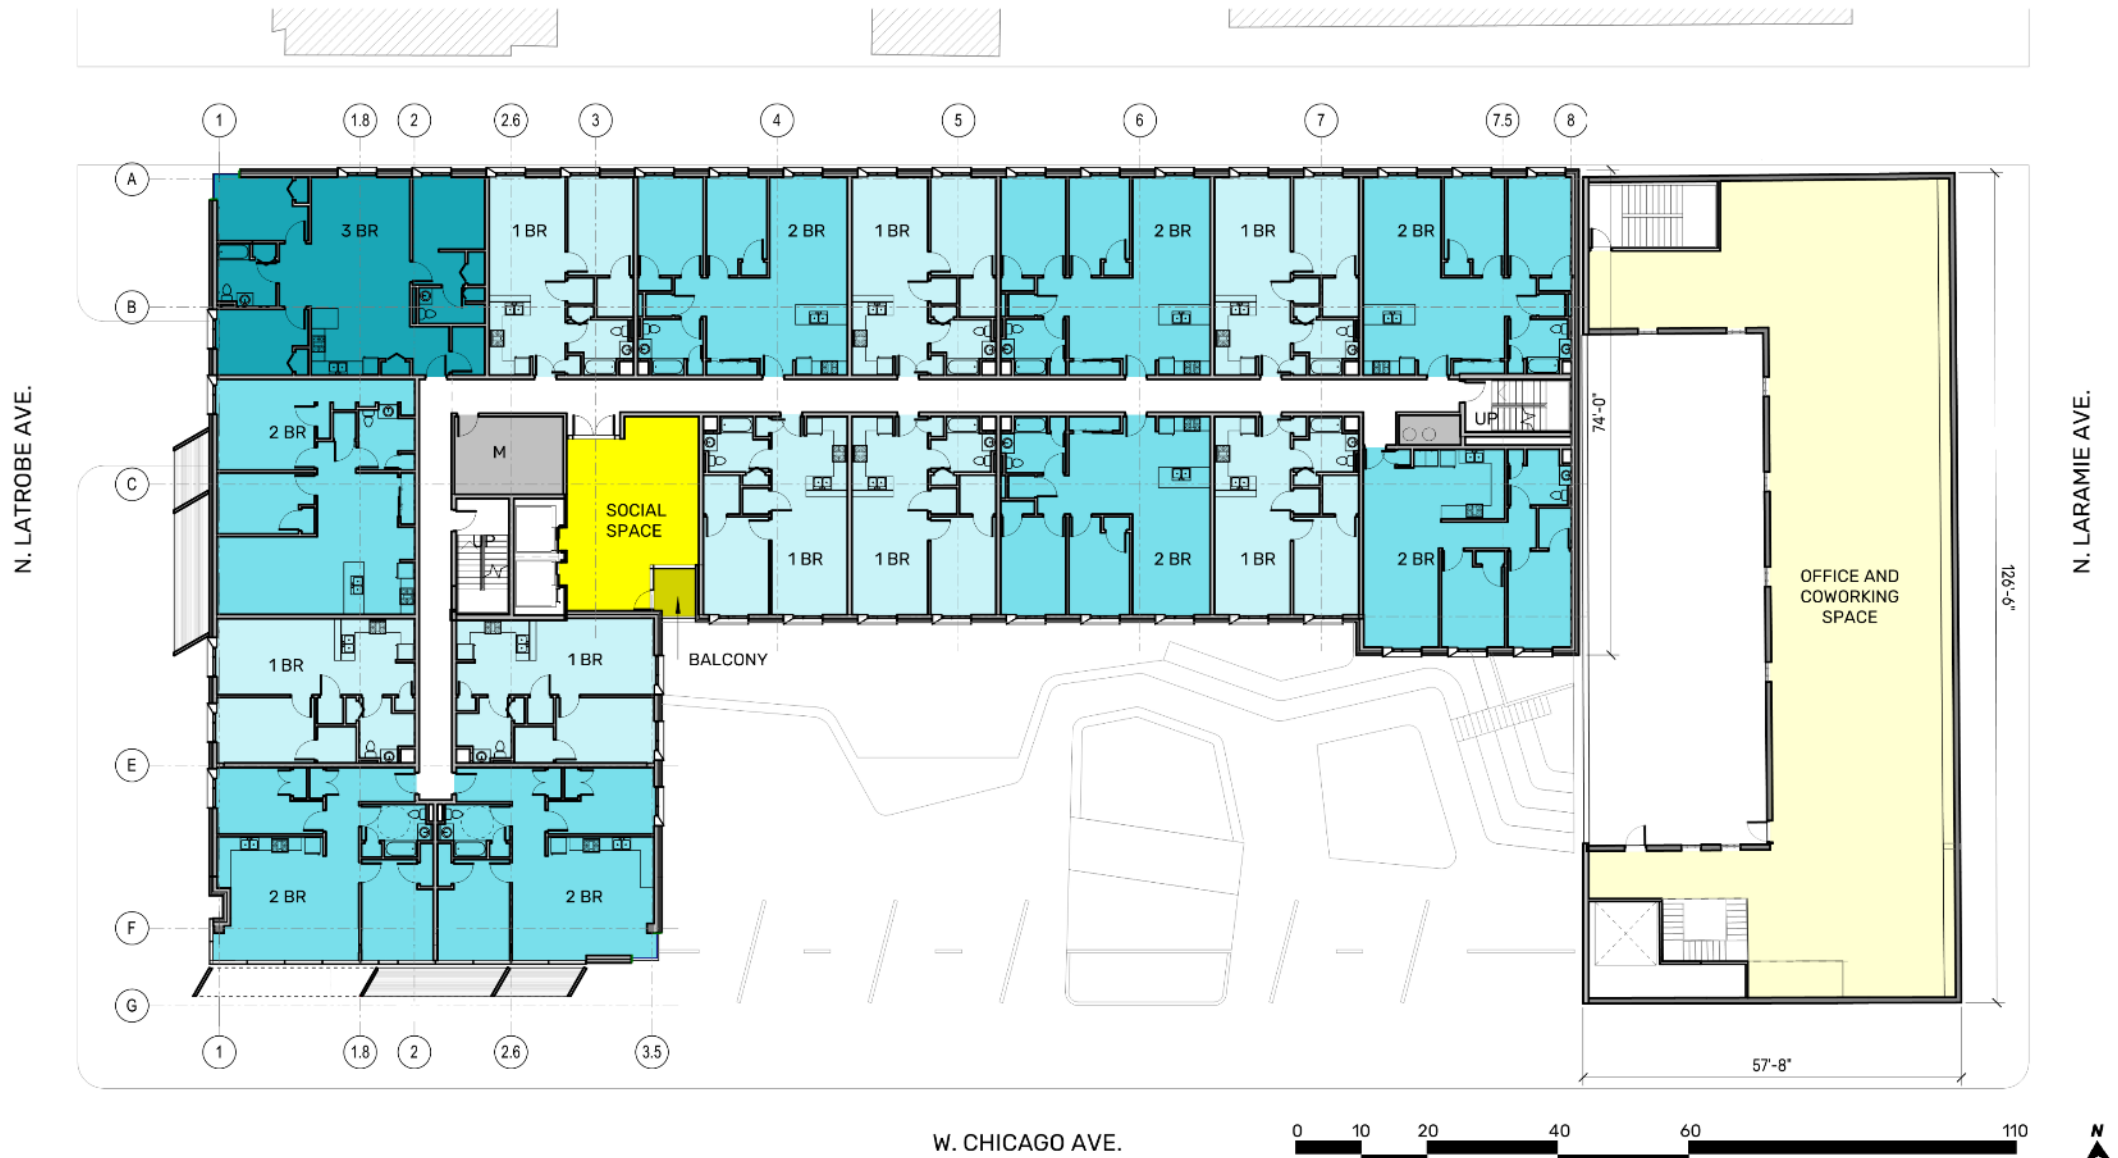 1 1.8 2 2.6 3 4 5 6 7 7.5 8
A
3 BR 1 BR 2 BR 1 BR 2 BR 1 BR 2 BR
B
N. LATROBE AVE.
N. LARAMIE AVE.
74'-0"
UP
2 BR
M
C
SOCIAL
SPACE
UP
1 BR 1 BR 2 BR 1 BR 2 BR
OFFICE AND
COWORKING
SPACE
126'-6"
1 BR 1 BR
BALCONY
E
2 BR 2 BR
F
G
1 1.8 2 2.6 3.5
57'-8"
W. CHICAGO AVE.
0 10 20 40 60 110
N